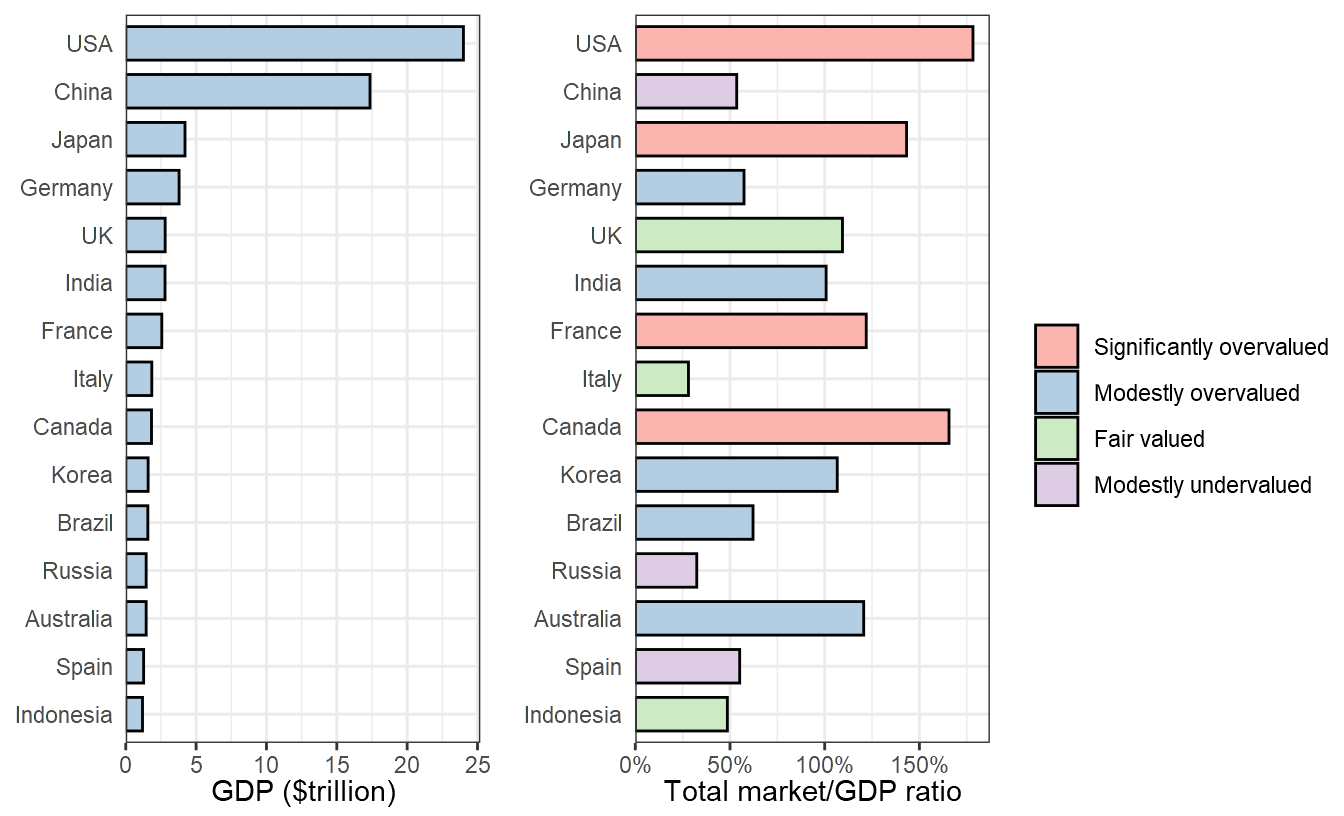 USA
China
Japan
Germany
UK
India
France
Italy
Canada
Korea
Brazil
Russia
Australia
Spain
Indonesia
0 5 10 15 20 25
GDP ($trillion)
USA
China
Japan
Germany
UK
India
France
Italy
Canada
Korea
Brazil
Russia
Australia
Spain
Indonesia
0% 50% 100% 150%
Total market/GDP ratio
Significantly overvalued
Modestly overvalued
Fair valued
Modestly undervalued